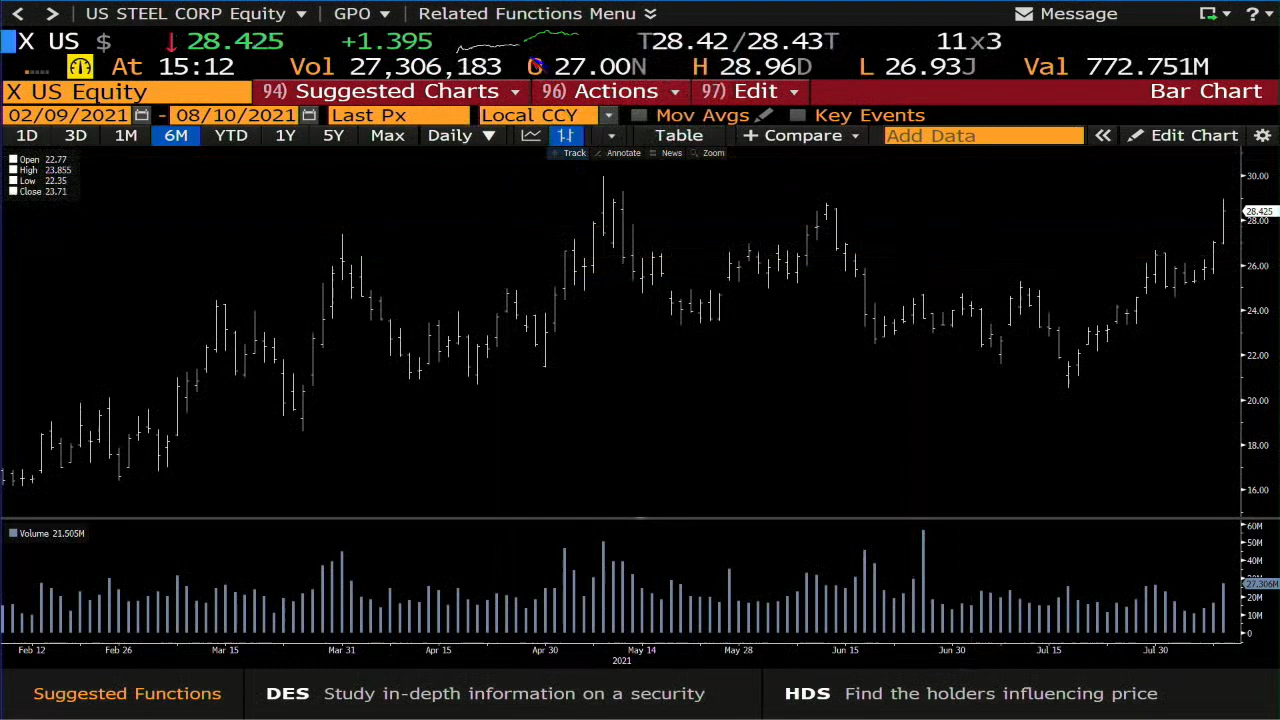 US STEEL CORP Equity GPO Related Functions Menu Message ?
X US $ ↓ 28.425 +1.395 T28.42/28.43T 11x3
At 15:12 Vol 27,306,183 O 27.00N H 28.96D L 26.93J Val 772.751M
X US Equity 94) Suggested Charts 96) Actions 97) Edit Bar Chart
02/09/2021 - 08/10/2021 Last Px Local CCY Mov Avgs Key Events
1D 3D 1M 6M YTD 1Y 5Y Max Daily ▼ Table + Compare Add Data « Edit Chart
Track Annotate News Zoom
Open 22.77
High 23.855
Low 22.35
Close 23.71
30.00
28.425
28.00
26.00
24.00
22.00
20.00
18.00
16.00
Volume 21.505M
60M
50M
40M
27.306M
20M
10M
0
Feb 12 Feb 26 Mar 15 Mar 31 Apr 15 Apr 30 May 14 May 28 Jun 15 Jun 30 Jul 15 Jul 30
2021
Suggested Functions DES Study in-depth information on a security HDS Find the holders influencing price